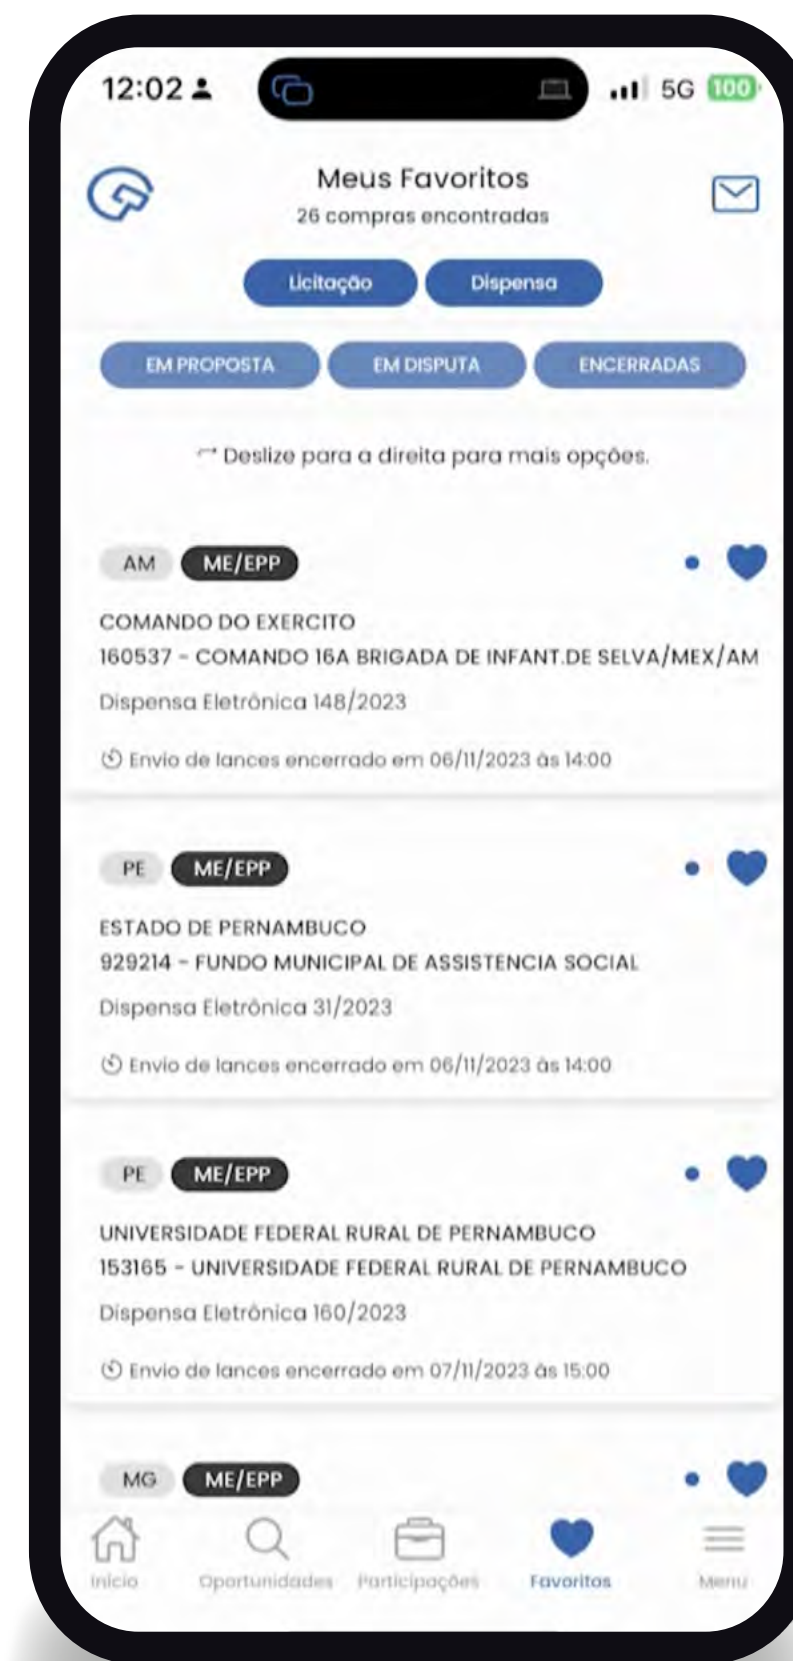 12:02
5G 100
Meus Favoritos
26 compras encontradas
Licitação Dispensa
EM PROPOSTA EM DISPUTA ENCERRADAS
Deslize para a direita para mais opções.
AM ME/EPP
COMANDO DO EXERCITO
160537 - COMANDO 16A BRIGADA DE INFANT.DE SELVA/MEX/AM
Dispensa Eletrônica 148/2023
Envio de lances encerrado em 06/11/2023 às 14:00
PE ME/EPP
ESTADO DE PERNAMBUCO
929214 - FUNDO MUNICIPAL DE ASSISTENCIA SOCIAL
Dispensa Eletrônica 31/2023
Envio de lances encerrado em 06/11/2023 às 14:00
PE ME/EPP
UNIVERSIDADE FEDERAL RURAL DE PERNAMBUCO
153165 - UNIVERSIDADE FEDERAL RURAL DE PERNAMBUCO
Dispensa Eletrônica 160/2023
Envio de lances encerrado em 07/11/2023 às 15:00
MG ME/EPP
Início Oportunidades Participações Favoritos Menu